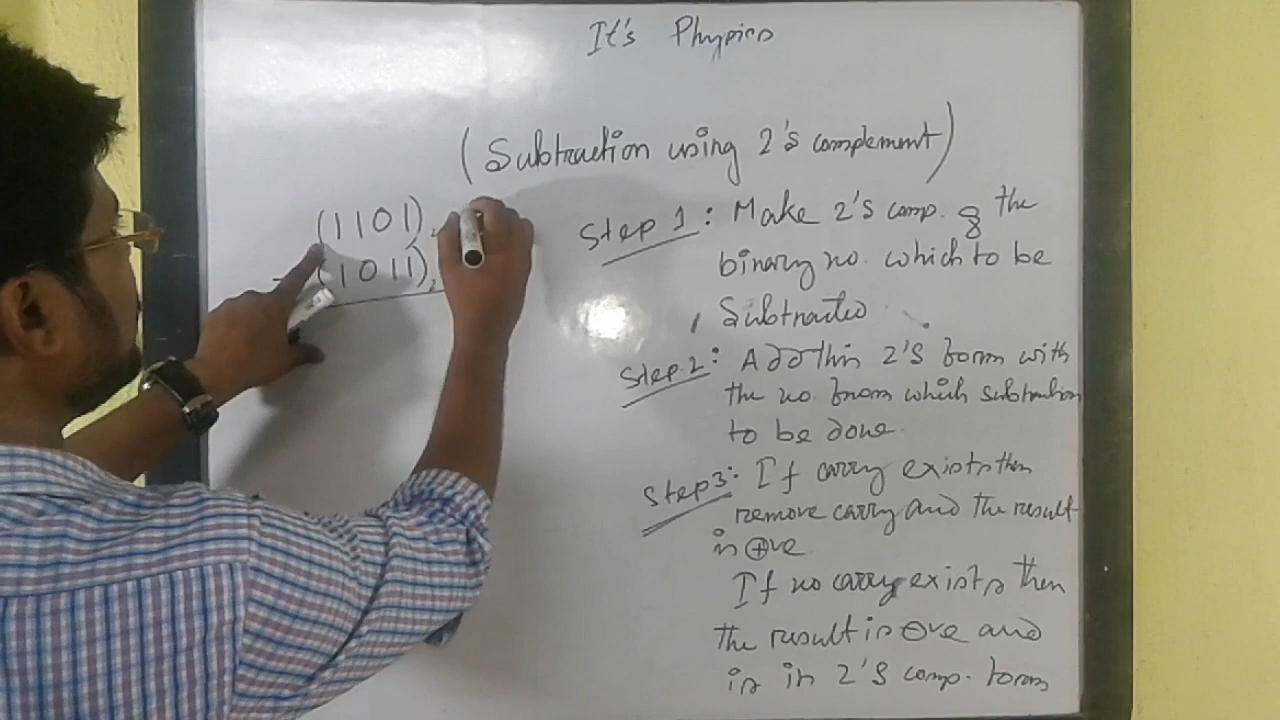 It's Physics
(Subtraction using 2's complement)
(1101)₂
- (1011)₂
Step 1: Make 2's comp. of the
binary no. which to be
Subtracted
Step 2: Add this 2's form with
the no. from which subtraction
to be done.
Step 3: If carry exists then
remove carry and the result
is ⊕ve
If no carry exists then
the result is ⊖ve and
is in 2's comp. form